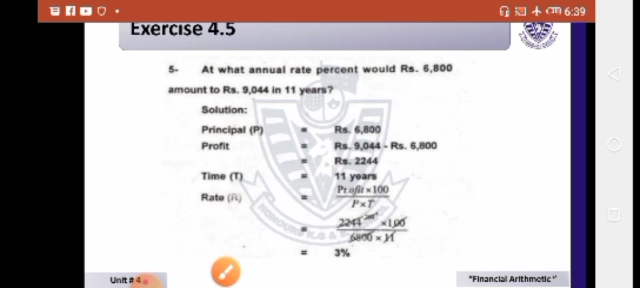 6:39
Exercise 4.5
5- At what annual rate percent would Rs. 6,800
amount to Rs. 9,044 in 11 years?
Solution:
Principal (P) = Rs. 6,800
Profit = Rs. 9,044 - Rs. 6,800
= Rs. 2244
Time (T) = 11 years
Rate (R) = Profit × 100
P × T
= 2244 × 100
6800 × 11
= 3%
Unit # 4
"Financial Arithmetic"